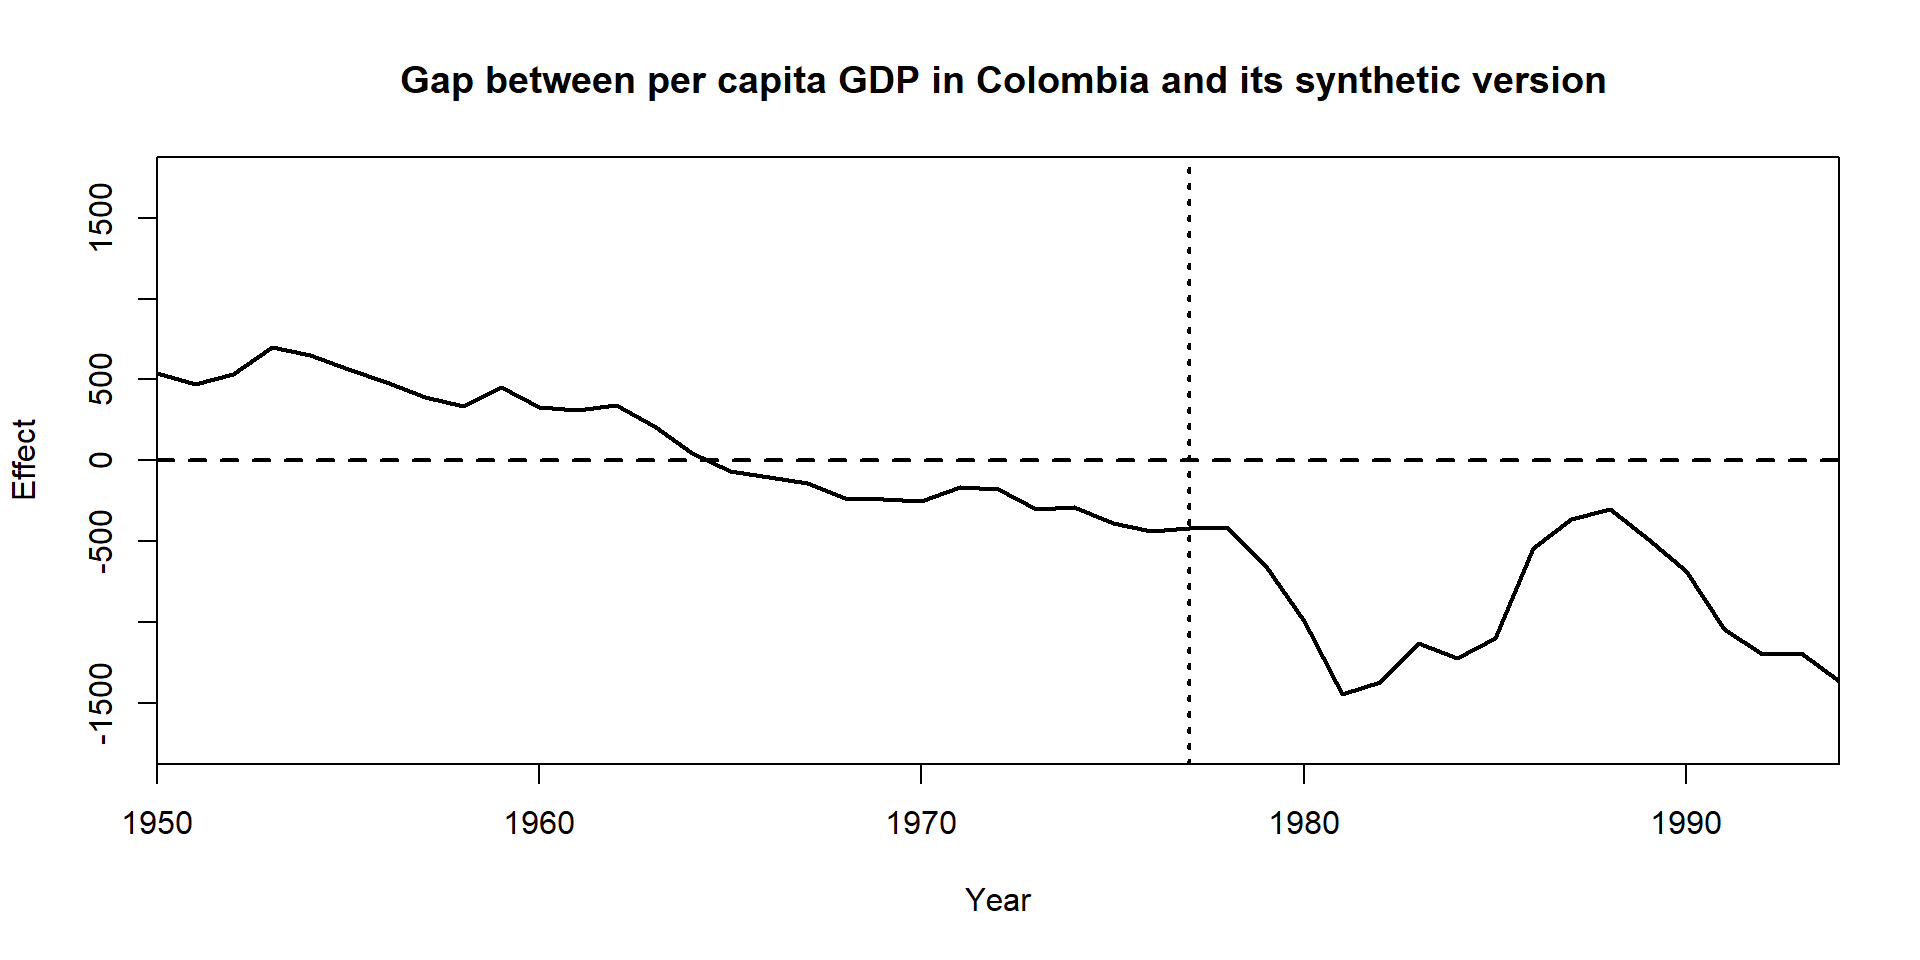 Gap between per capita GDP in Colombia and its synthetic version
1500
500
0
-500
-1500
Effect
1950 1960 1970 1980 1990
Year